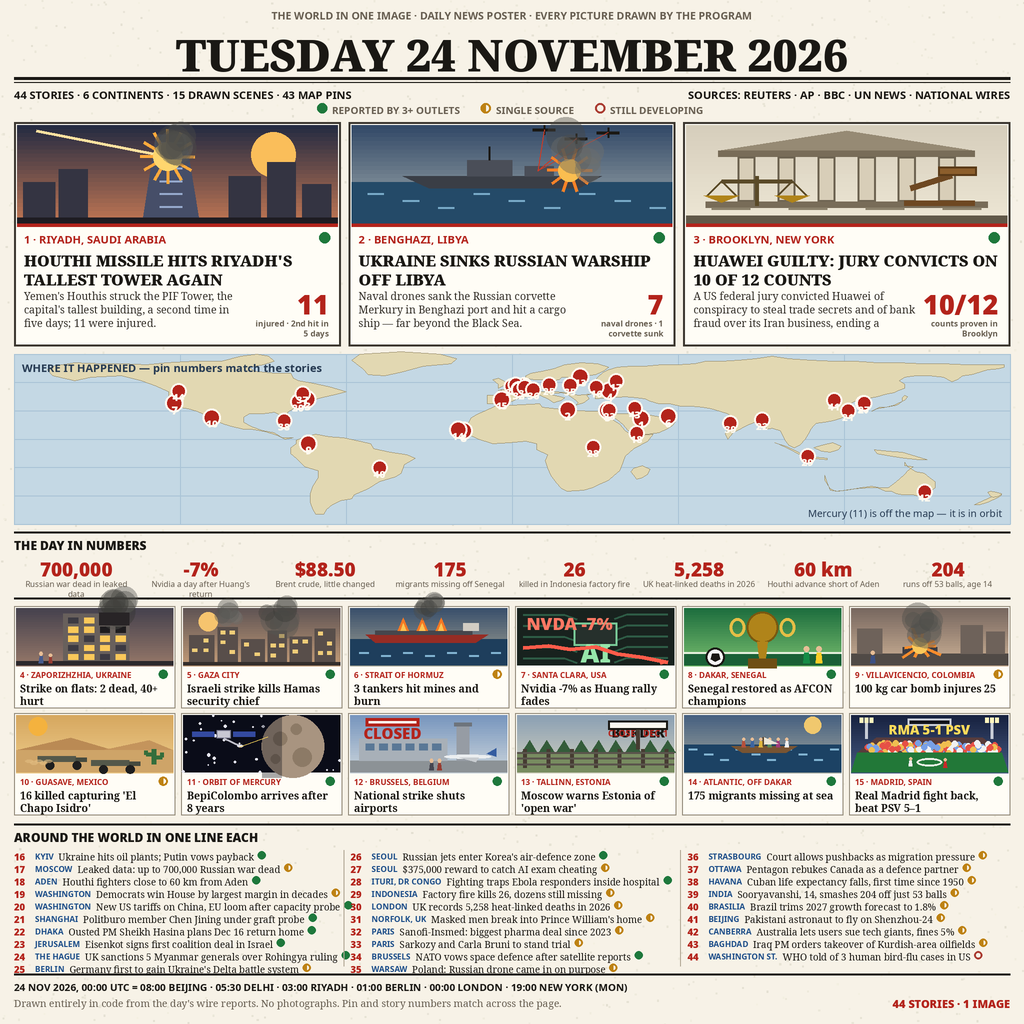 THE WORLD IN ONE IMAGE · DAILY NEWS POSTER · EVERY PICTURE DRAWN BY THE PROGRAM
TUESDAY 24 NOVEMBER 2026
44 STORIES · 6 CONTINENTS · 15 DRAWN SCENES · 43 MAP PINS
SOURCES: REUTERS · AP · BBC · UN NEWS · NATIONAL WIRES
REPORTED BY 3+ OUTLETS
SINGLE SOURCE
STILL DEVELOPING
1 · RIYADH, SAUDI ARABIA
HOUTHI MISSILE HITS RIYADH'S
TALLEST TOWER AGAIN
Yemen's Houthis struck the PIF Tower, the
capital's tallest building, a second time in
five days; 11 were injured.
11
injured · 2nd hit in
5 days
2 · BENGHAZI, LIBYA
UKRAINE SINKS RUSSIAN WARSHIP
OFF LIBYA
Naval drones sank the Russian corvette
Merkury in Benghazi port and hit a cargo
ship — far beyond the Black Sea.
7
naval drones · 1
corvette sunk
3 · BROOKLYN, NEW YORK
HUAWEI GUILTY: JURY CONVICTS ON
10 OF 12 COUNTS
A US federal jury convicted Huawei of
conspiracy to steal trade secrets and of bank
fraud over its Iran business, ending a
10/12
counts proven in
Brooklyn
WHERE IT HAPPENED — pin numbers match the stories
Mercury (11) is off the map — it is in orbit
THE DAY IN NUMBERS
700,000
Russian war dead in leaked
data
-7%
Nvidia a day after Huang's
return
$88.50
Brent crude, little changed
175
migrants missing off Senegal
26
killed in Indonesia factory fire
5,258
UK heat-linked deaths in 2026
60 km
Houthi advance short of Aden
204
runs off 53 balls, age 14
4 · ZAPORIZHZHIA, UKRAINE
Strike on flats: 2 dead, 40+
hurt
5 · GAZA CITY
Israeli strike kills Hamas
security chief
6 · STRAIT OF HORMUZ
3 tankers hit mines and
burn
NVDA -7%
AI
7 · SANTA CLARA, USA
Nvidia -7% as Huang rally
fades
8 · DAKAR, SENEGAL
Senegal restored as AFCON
champions
9 · VILLAVICENCIO, COLOMBIA
100 kg car bomb injures 25
10 · GUASAVE, MEXICO
16 killed capturing 'El
Chapo Isidro'
11 · ORBIT OF MERCURY
BepiColombo arrives after
8 years
CLOSED
12 · BRUSSELS, BELGIUM
National strike shuts
airports
BORDER
13 · TALLINN, ESTONIA
Moscow warns Estonia of
'open war'
14 · ATLANTIC, OFF DAKAR
175 migrants missing at sea
RMA 5-1 PSV
15 · MADRID, SPAIN
Real Madrid fight back,
beat PSV 5–1
AROUND THE WORLD IN ONE LINE EACH
16 KYIV Ukraine hits oil plants; Putin vows payback
17 MOSCOW Leaked data: up to 700,000 Russian war dead
18 ADEN Houthi fighters close to 60 km from Aden
19 WASHINGTON Democrats win House by largest margin in decades
20 WASHINGTON New US tariffs on China, EU loom after capacity probe
21 SHANGHAI Politburo member Chen Jining under graft probe
22 DHAKA Ousted PM Sheikh Hasina plans Dec 16 return home
23 JERUSALEM Eisenkot signs first coalition deal in Israel
24 THE HAGUE UK sanctions 5 Myanmar generals over Rohingya ruling
25 BERLIN Germany first to gain Ukraine's Delta battle system
26 SEOUL Russian jets enter Korea's air-defence zone
27 SEOUL $375,000 reward to catch AI exam cheating
28 ITURI, DR CONGO Fighting traps Ebola responders inside hospital
29 INDONESIA Factory fire kills 26, dozens still missing
30 LONDON UK records 5,258 heat-linked deaths in 2026
31 NORFOLK, UK Masked men break into Prince William's home
32 PARIS Sanofi-Insmed: biggest pharma deal since 2023
33 PARIS Sarkozy and Carla Bruni to stand trial
34 BRUSSELS NATO vows space defence after satellite reports
35 WARSAW Poland: Russian drone came in on purpose
36 STRASBOURG Court allows pushbacks as migration pressure
37 OTTAWA Pentagon rebukes Canada as a defence partner
38 HAVANA Cuban life expectancy falls, first time since 1950
39 INDIA Sooryavanshi, 14, smashes 204 off just 53 balls
40 BRASILIA Brazil trims 2027 growth forecast to 1.8%
41 BEIJING Pakistani astronaut to fly on Shenzhou-24
42 CANBERRA Australia lets users sue tech giants, fines 5%
43 BAGHDAD Iraq PM orders takeover of Kurdish-area oilfields
44 WASHINGTON ST. WHO told of 3 human bird-flu cases in US
24 NOV 2026, 00:00 UTC = 08:00 BEIJING · 05:30 DELHI · 03:00 RIYADH · 01:00 BERLIN · 00:00 LONDON · 19:00 NEW YORK (MON)
Drawn entirely in code from the day's wire reports. No photographs. Pin and story numbers match across the page.
44 STORIES · 1 IMAGE